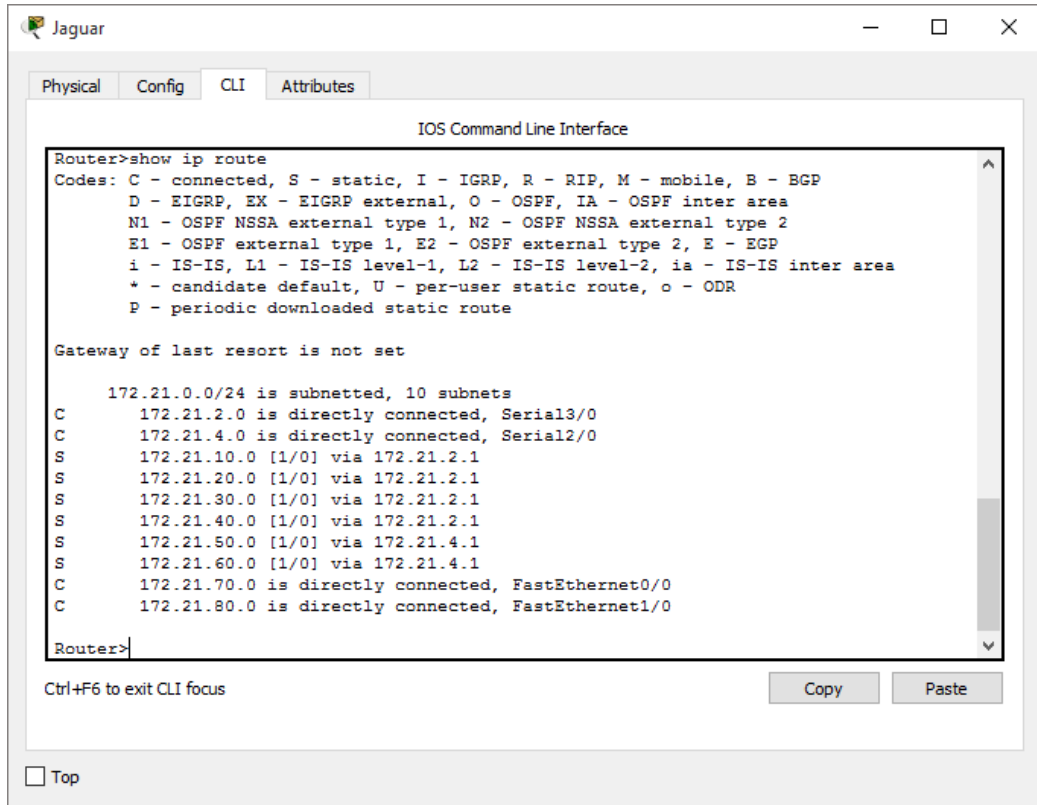 Jaguar
Physical Config CLI Attributes
IOS Command Line Interface
Router>show ip route
Codes: C - connected, S - static, I - IGRP, R - RIP, M - mobile, B - BGP
       D - EIGRP, EX - EIGRP external, O - OSPF, IA - OSPF inter area
       N1 - OSPF NSSA external type 1, N2 - OSPF NSSA external type 2
       E1 - OSPF external type 1, E2 - OSPF external type 2, E - EGP
       i - IS-IS, L1 - IS-IS level-1, L2 - IS-IS level-2, ia - IS-IS inter area
       * - candidate default, U - per-user static route, o - ODR
       P - periodic downloaded static route

Gateway of last resort is not set

     172.21.0.0/24 is subnetted, 10 subnets
C       172.21.2.0 is directly connected, Serial3/0
C       172.21.4.0 is directly connected, Serial2/0
S       172.21.10.0 [1/0] via 172.21.2.1
S       172.21.20.0 [1/0] via 172.21.2.1
S       172.21.30.0 [1/0] via 172.21.2.1
S       172.21.40.0 [1/0] via 172.21.2.1
S       172.21.50.0 [1/0] via 172.21.4.1
S       172.21.60.0 [1/0] via 172.21.4.1
C       172.21.70.0 is directly connected, FastEthernet0/0
C       172.21.80.0 is directly connected, FastEthernet1/0

Router>
Ctrl+F6 to exit CLI focus Copy Paste
Top